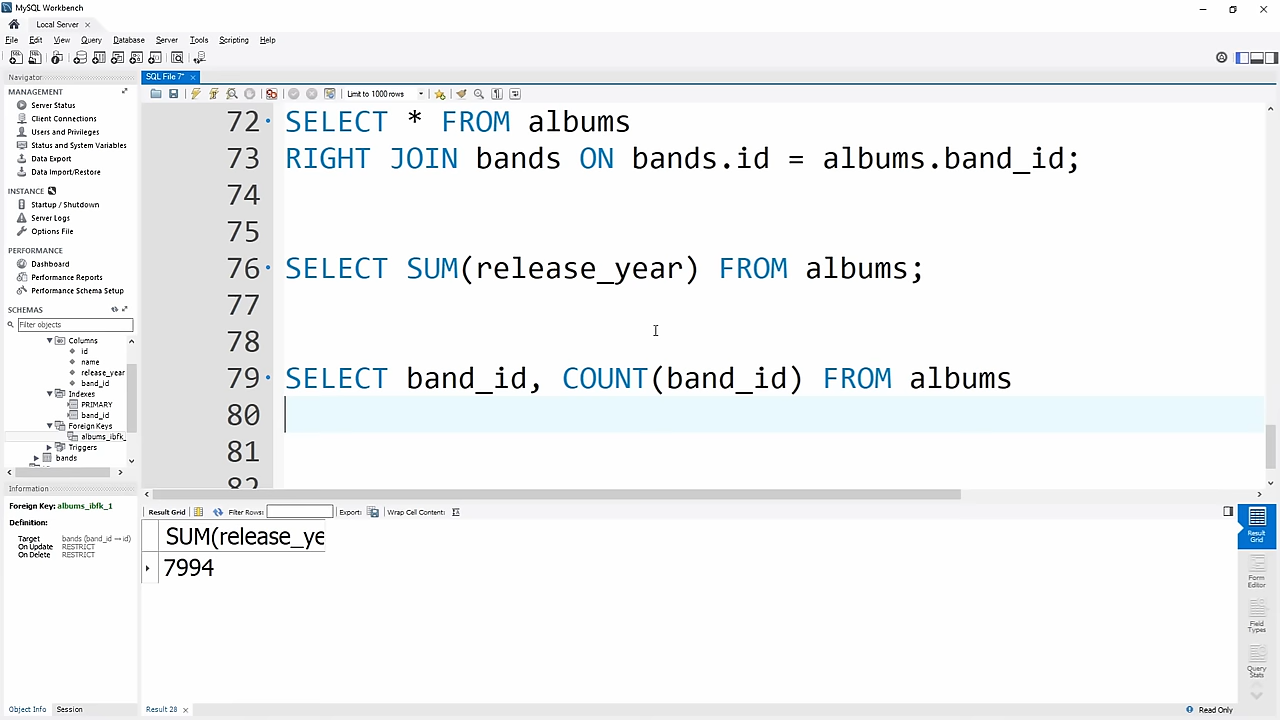 MySQL Workbench
Local Server
File Edit View Query Database Server Tools Scripting Help
Navigator
SQL File 7*
MANAGEMENT
Server Status
Client Connections
Users and Privileges
Status and System Variables
Data Export
Data Import/Restore
INSTANCE
Startup / Shutdown
Server Logs
Options File
PERFORMANCE
Dashboard
Performance Reports
Performance Schema Setup
SCHEMAS
Filter objects
Columns
id
name
release_year
band_id
Indexes
PRIMARY
band_id
Foreign Keys
albums_ibfk_
Triggers
bands
Limit to 1000 rows
72 SELECT * FROM albums
73 RIGHT JOIN bands ON bands.id = albums.band_id;
74
75
76 SELECT SUM(release_year) FROM albums;
77
78
79 SELECT band_id, COUNT(band_id) FROM albums
80
81
82
Information
Foreign Key: albums_ibfk_1
Definition:
Target bands (band_id → id)
On Update RESTRICT
On Delete RESTRICT
Result Grid Filter Rows: Export: Wrap Cell Content:
SUM(release_ye
7994
Result Grid
Form Editor
Field Types
Query Stats
Object Info Session
Result 28
Read Only